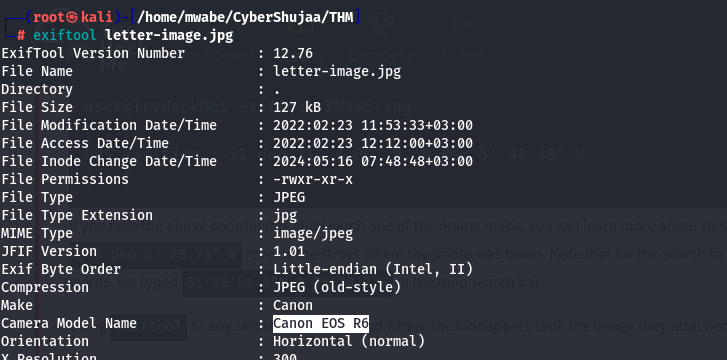 (root㉿kali)-[/home/mwabe/CyberShujaa/THM]
# exiftool letter-image.jpg
ExifTool Version Number : 12.76
File Name : letter-image.jpg
Directory : .
File Size : 127 kB
File Modification Date/Time : 2022:02:23 11:53:33+03:00
File Access Date/Time : 2022:02:23 12:12:00+03:00
File Inode Change Date/Time : 2024:05:16 07:48:48+03:00
File Permissions : -rwxr-xr-x
File Type : JPEG
File Type Extension : jpg
MIME Type : image/jpeg
JFIF Version : 1.01
Exif Byte Order : Little-endian (Intel, II)
Compression : JPEG (old-style)
Make : Canon
Camera Model Name : Canon EOS R6
Orientation : Horizontal (normal)
X Resolution : 300